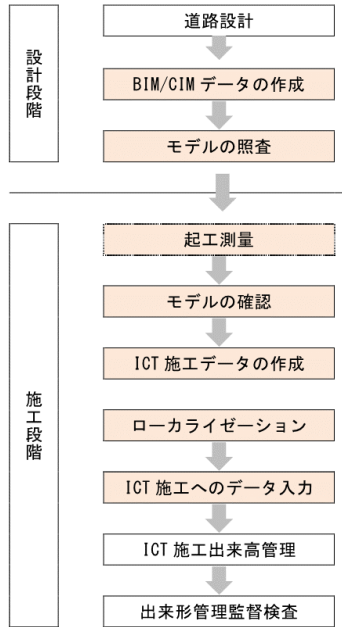 設計段階
道路設計
BIM/CIM データの作成
モデルの照査
施工段階
起工測量
モデルの確認
ICT 施工データの作成
ローカライゼーション
ICT 施工へのデータ入力
ICT 施工出来高管理
出来形管理監督検査